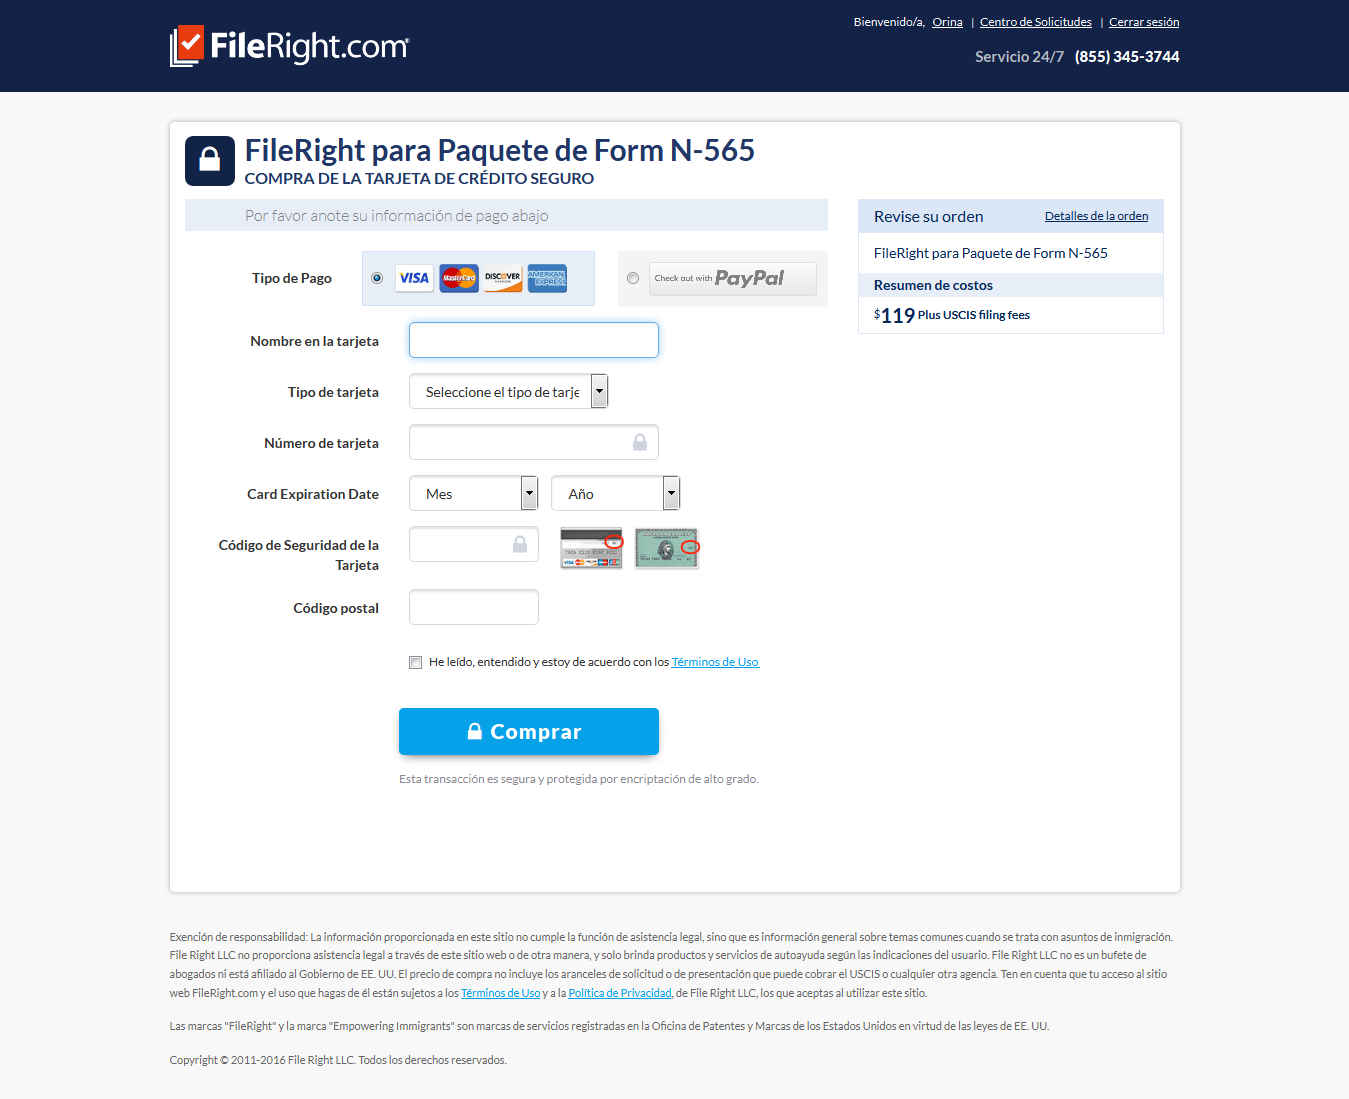 FileRight.com
Bienvenido/a, Orina | Centro de Solicitudes | Cerrar sesión
Servicio 24/7 (855) 345-3744
FileRight para Paquete de Form N-565
COMPRA DE LA TARJETA DE CRÉDITO SEGURO
Por favor anote su información de pago abajo
Tipo de Pago
VISA MasterCard DISCOVER AMERICAN EXPRESS
Check out with PayPal
Nombre en la tarjeta
Tipo de tarjeta
Seleccione el tipo de tarje
Número de tarjeta
Card Expiration Date
Mes
Año
Código de Seguridad de la
Tarjeta
Código postal
He leído, entendido y estoy de acuerdo con los Términos de Uso
Comprar
Esta transacción es segura y protegida por encriptación de alto grado.
Revise su orden
Detalles de la orden
FileRight para Paquete de Form N-565
Resumen de costos
$119 Plus USCIS filing fees
Exención de responsabilidad: La información proporcionada en este sitio no cumple la función de asistencia legal, sino que es información general sobre temas comunes cuando se trata con asuntos de inmigración.
File Right LLC no proporciona asistencia legal a través de este sitio web o de otra manera, y solo brinda productos y servicios de autoayuda según las indicaciones del usuario. File Right LLC no es un bufete de
abogados ni está afiliado al Gobierno de EE. UU. El precio de compra no incluye los aranceles de solicitud o de presentación que puede cobrar el USCIS o cualquier otra agencia. Ten en cuenta que tu acceso al sitio
web FileRight.com y el uso que hagas de él están sujetos a los Términos de Uso y a la Política de Privacidad, de File Right LLC, los que aceptas al utilizar este sitio.
Las marcas "FileRight" y la marca "Empowering Immigrants" son marcas de servicios registradas en la Oficina de Patentes y Marcas de los Estados Unidos en virtud de las leyes de EE. UU.
Copyright © 2011-2016 File Right LLC. Todos los derechos reservados.